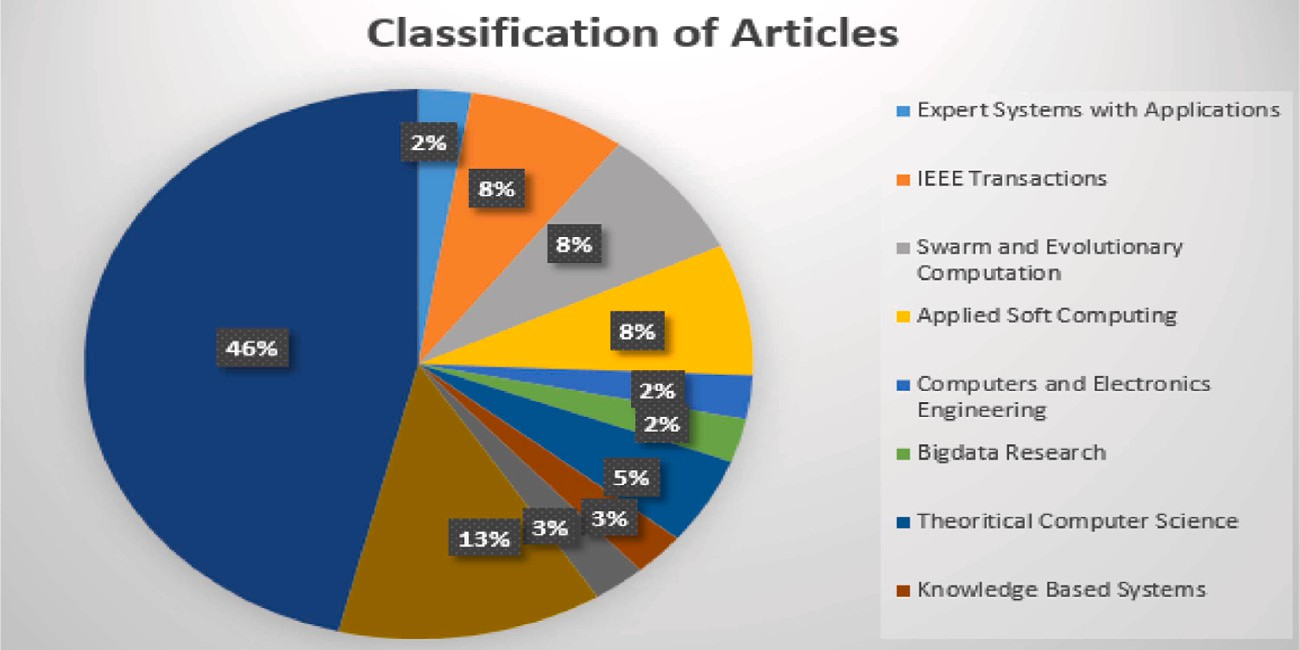 Classification of Articles
2%
8%
8%
8%
2%
2%
5%
3%
3%
13%
46%
Expert Systems with Applications
IEEE Transactions
Swarm and Evolutionary
Computation
Applied Soft Computing
Computers and Electronics
Engineering
Bigdata Research
Theoritical Computer Science
Knowledge Based Systems